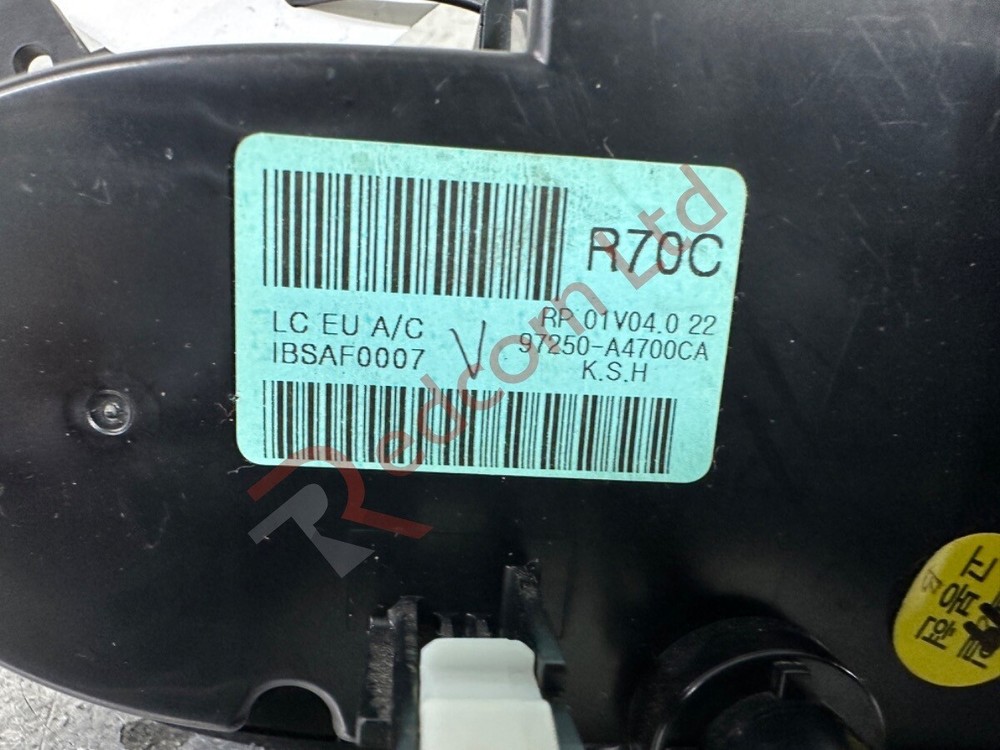 R70C
LC EU A/C
RP 01V04.0 22
IBSAF0007
V
97250-A4700CA
K.S.H
Redcom Ltd